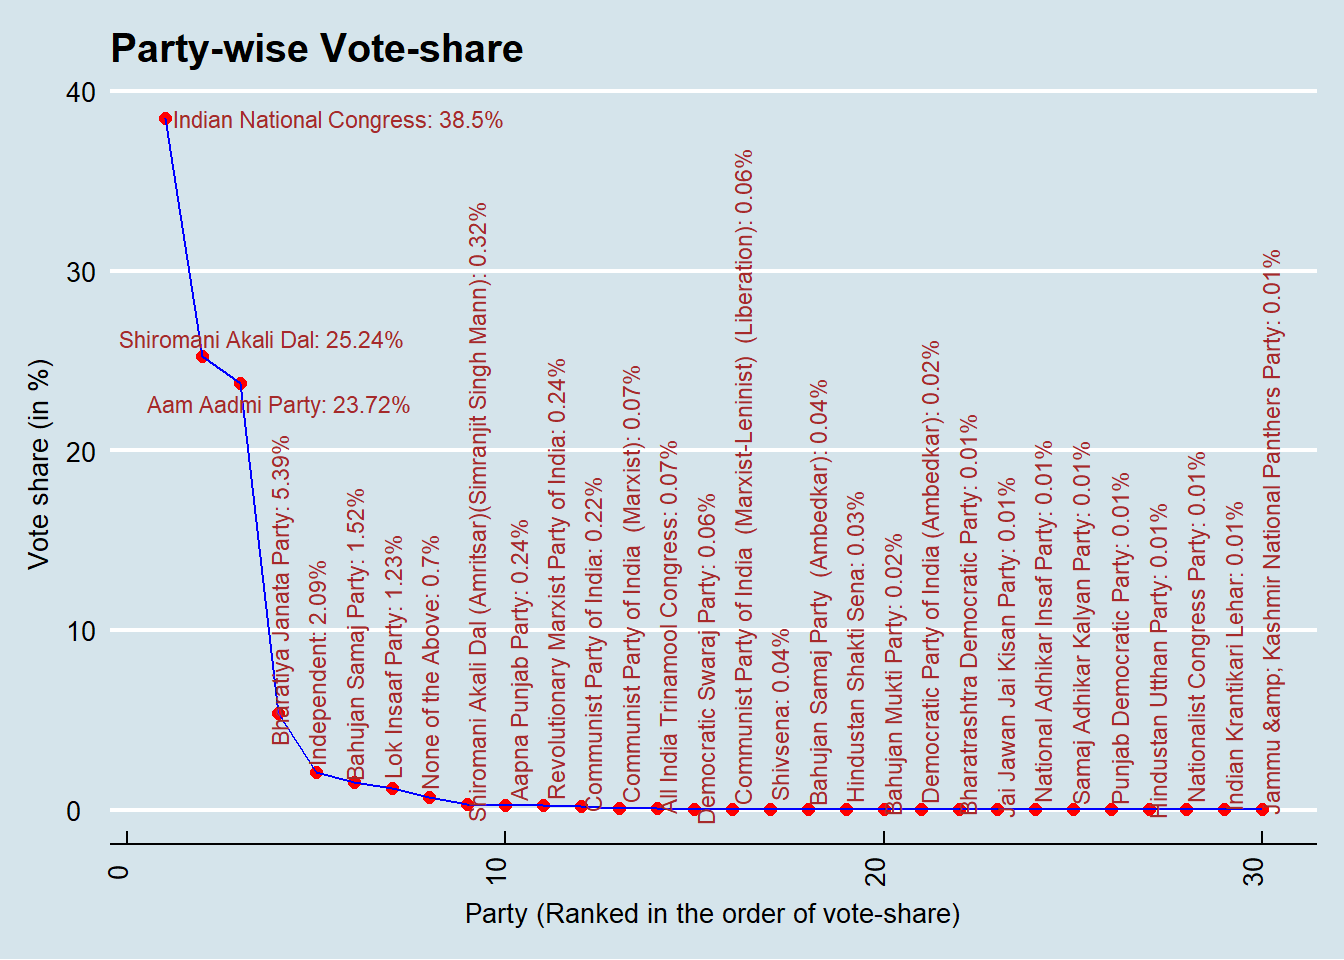 Party-wise Vote-share
Vote share (in %)
40
30
20
10
0
Indian National Congress: 38.5%
Shiromani Akali Dal: 25.24%
Aam Aadmi Party: 23.72%
Bharatiya Janata Party: 5.39%
Independent: 2.09%
Bahujan Samaj Party: 1.52%
Lok Insaaf Party: 1.23%
None of the Above: 0.7%
Shiromani Akali Dal (Amritsar)(Simranjit Singh Mann): 0.32%
Aapna Punjab Party: 0.24%
Revolutionary Marxist Party of India: 0.24%
Communist Party of India: 0.22%
Communist Party of India  (Marxist): 0.07%
All India Trinamool Congress: 0.07%
Democratic Swaraj Party: 0.06%
Communist Party of India  (Marxist-Leninist)  (Liberation): 0.06%
Shivsena: 0.04%
Bahujan Samaj Party  (Ambedkar): 0.04%
Hindustan Shakti Sena: 0.03%
Bahujan Mukti Party: 0.02%
Democratic Party of India (Ambedkar): 0.02%
Bharatrashtra Democratic Party: 0.01%
Jai Jawan Jai Kisan Party: 0.01%
National Adhikar Insaf Party: 0.01%
Samaj Adhikar Kalyan Party: 0.01%
Punjab Democratic Party: 0.01%
Hindustan Utthan Party: 0.01%
Nationalist Congress Party: 0.01%
Indian Krantikari Lehar: 0.01%
Jammu &amp; Kashmir National Panthers Party: 0.01%
0
10
20
30
Party (Ranked in the order of vote-share)